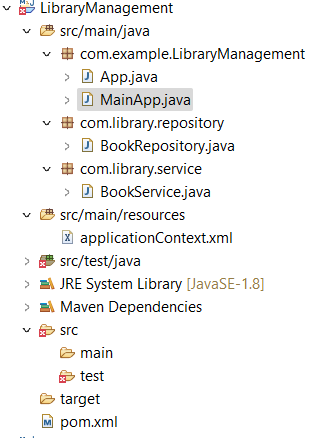 LibraryManagement
src/main/java
com.example.LibraryManagement
App.java
MainApp.java
com.library.repository
BookRepository.java
com.library.service
BookService.java
src/main/resources
applicationContext.xml
src/test/java
JRE System Library [JavaSE-1.8]
Maven Dependencies
src
main
test
target
pom.xml